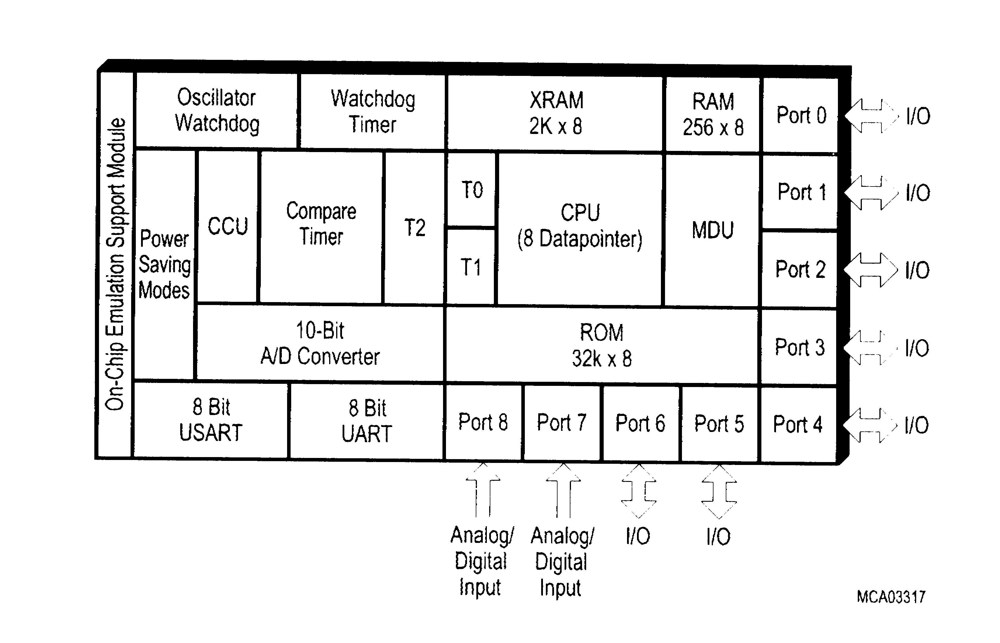 On-Chip Emulation Support Module
Oscillator
Watchdog
Watchdog
Timer
XRAM
2K x 8
RAM
256 x 8
Port 0
I/O
Power
Saving
Modes
CCU
Compare
Timer
T2
T0
T1
CPU
(8 Datapointer)
MDU
Port 1
I/O
Port 2
I/O
10-Bit
A/D Converter
ROM
32k x 8
Port 3
I/O
8 Bit
USART
8 Bit
UART
Port 8
Port 7
Port 6
Port 5
Port 4
I/O
Analog/
Digital
Input
Analog/
Digital
Input
I/O
I/O
MCA03317